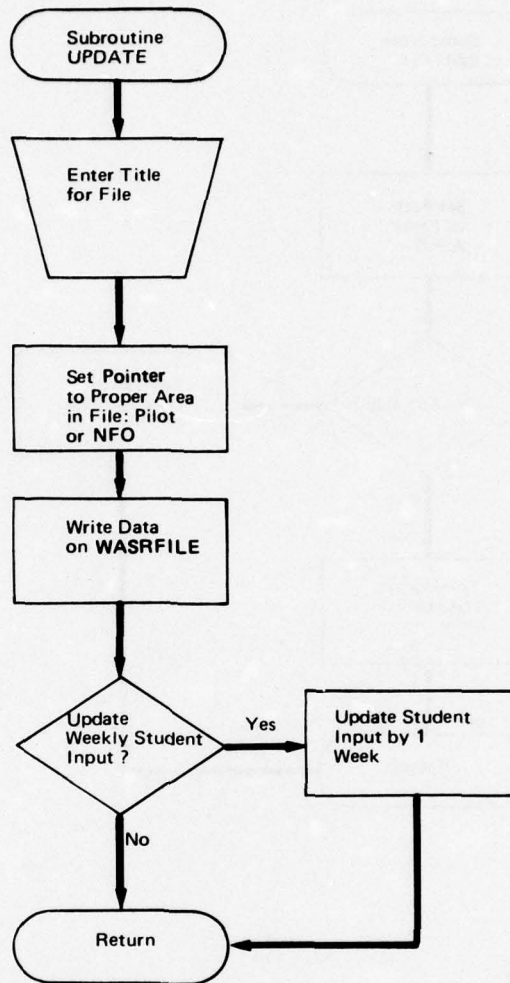 Subroutine
UPDATE
Enter Title
for File
Set Pointer
to Proper Area
in File: Pilot
or NFO
Write Data
on WASRFILE
Update
Weekly Student
Input ?
Yes
Update Student
Input by 1
Week
No
Return